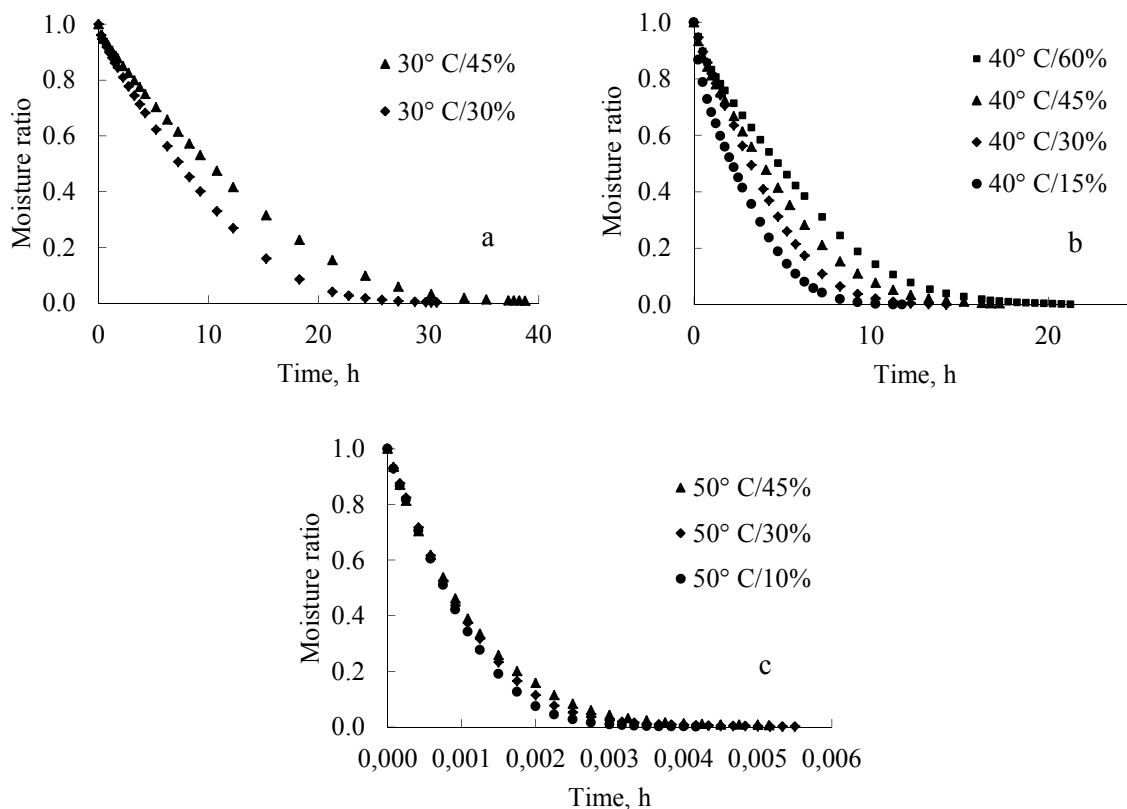 1.0
0.8
0.6
0.4
0.2
0.0
Moisture ratio
30° C/45%
30° C/30%
a
0 10 20 30 40
Time, h
1.0
0.8
0.6
0.4
0.2
0.0
Moisture ratio
40° C/60%
40° C/45%
40° C/30%
40° C/15%
b
0 10 20
Time, h
1.0
0.8
0.6
0.4
0.2
0.0
Moisture ratio
50° C/45%
50° C/30%
50° C/10%
c
0,000 0,001 0,002 0,003 0,004 0,005 0,006
Time, h